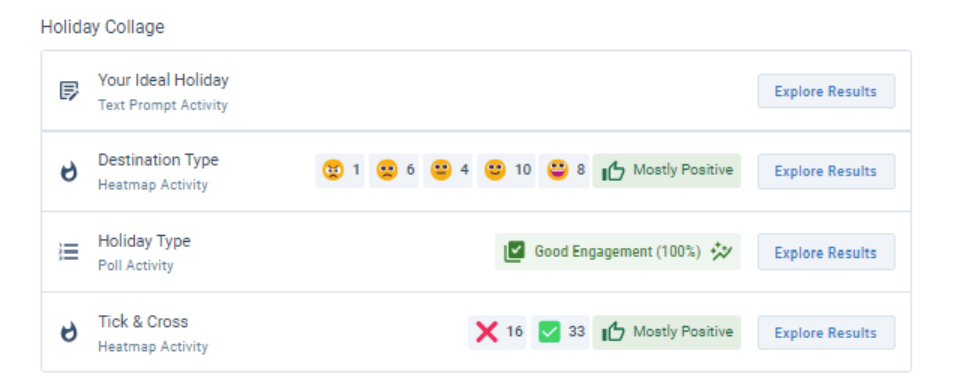 Holiday Collage
Your Ideal Holiday
Text Prompt Activity
Explore Results
Destination Type
Heatmap Activity
1 6 4 10 8 Mostly Positive
Explore Results
Holiday Type
Poll Activity
Good Engagement (100%)
Explore Results
Tick & Cross
Heatmap Activity
16 33 Mostly Positive
Explore Results